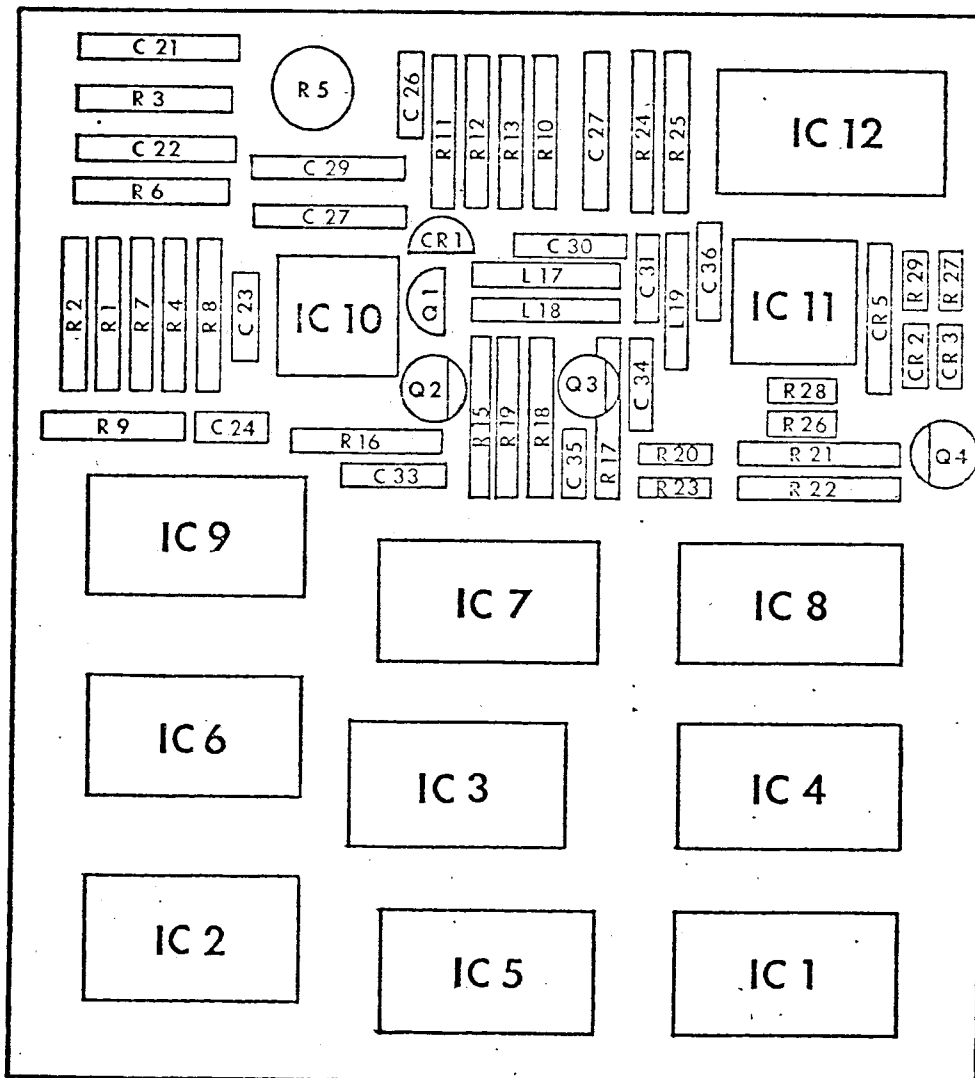 C 21
R 3
C 22
R 6
R 5
C 29
C 27
C 26
R 11
R 12
R 13
R 10
C 27
R 24
R 25
IC 12
CR 1
C 30
L 17
L 18
C 31
L 19
C 36
IC 11
CR 5
R 29
R 27
CR 2
CR 3
R 2
R 1
R 7
R 4
R 8
C 23
IC 10
Q 1
Q 2
Q 3
C 34
R 28
R 26
R 9
C 24
R 16
C 33
R 15
R 19
R 18
C 35
R 17
R 20
R 23
R 21
R 22
Q 4
IC 9
IC 7
IC 8
IC 6
IC 3
IC 4
IC 2
IC 5
IC 1